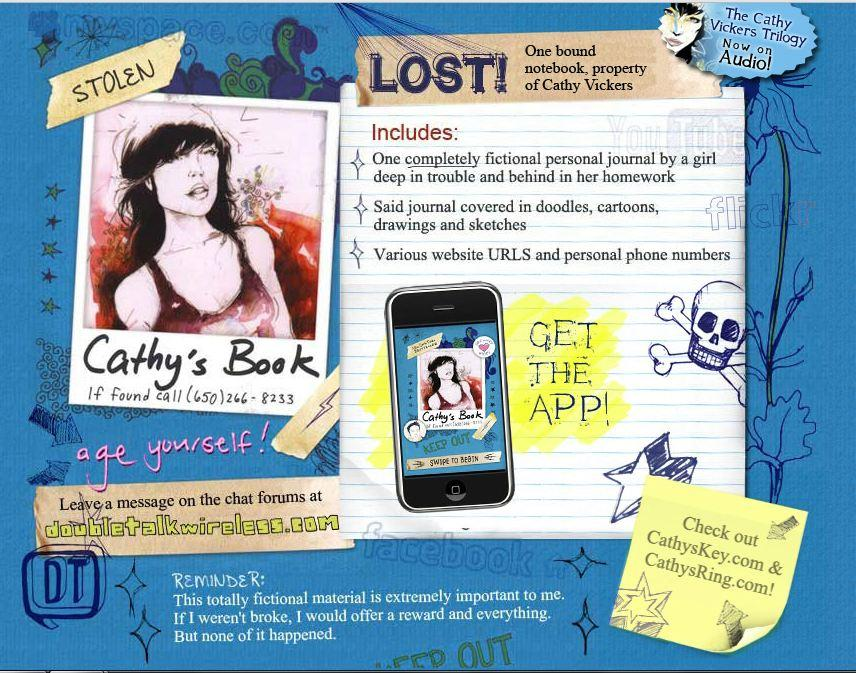 myspace.com
The Cathy
Vickers Trilogy
Now on
Audio!
STOLEN
LOST!
One bound
notebook, property
of Cathy Vickers
Includes:
YouTube
One completely fictional personal journal by a girl
deep in trouble and behind in her homework
flickr
Said journal covered in doodles, cartoons,
drawings and sketches
Various website URLS and personal phone numbers
Cathy's Book
If found call (650)266-8233
GET
THE
APP!
Cathy's Book
KEEP OUT
SWIPE TO BEGIN
age yourself!
Leave a message on the chat forums at
doubletalkwireless.com
facebook
Check out
CathysKey.com &
CathysRing.com!
DT
REMINDER:
This totally fictional material is extremely important to me.
If I weren't broke, I would offer a reward and everything.
But none of it happened.
KEEP OUT